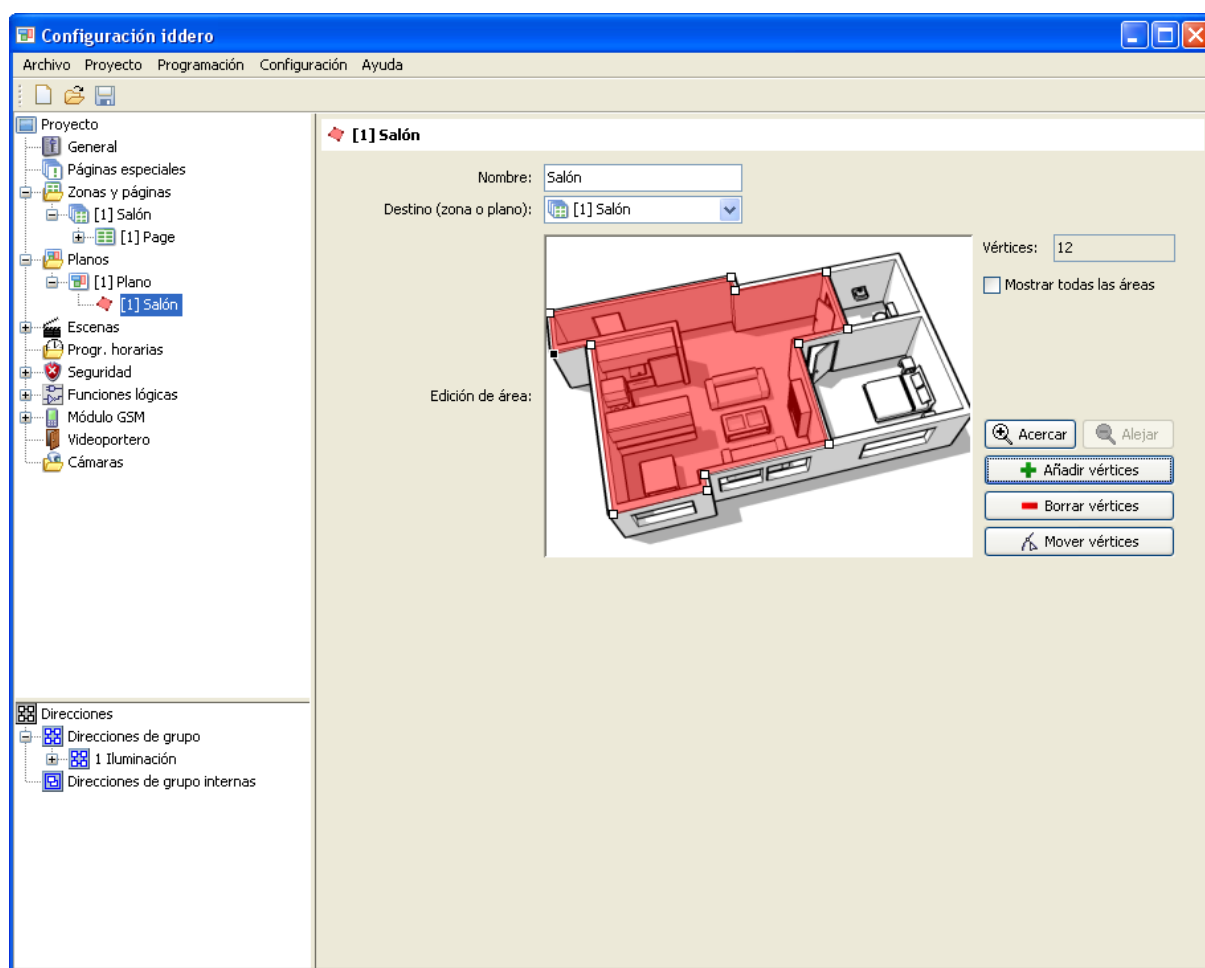 Configuración iddero
Archivo Proyecto Programación Configuración Ayuda
Proyecto
General
Páginas especiales
Zonas y páginas
[1] Salón
[1] Page
Planos
[1] Plano
[1] Salón
Escenas
Progr. horarias
Seguridad
Funciones lógicas
Módulo GSM
Videoportero
Cámaras
Direcciones
Direcciones de grupo
1 Iluminación
Direcciones de grupo internas
[1] Salón
Nombre: Salón
Destino (zona o plano): [1] Salón
Edición de área:
Vértices: 12
Mostrar todas las áreas
Acercar Alejar
Añadir vértices
Borrar vértices
Mover vértices